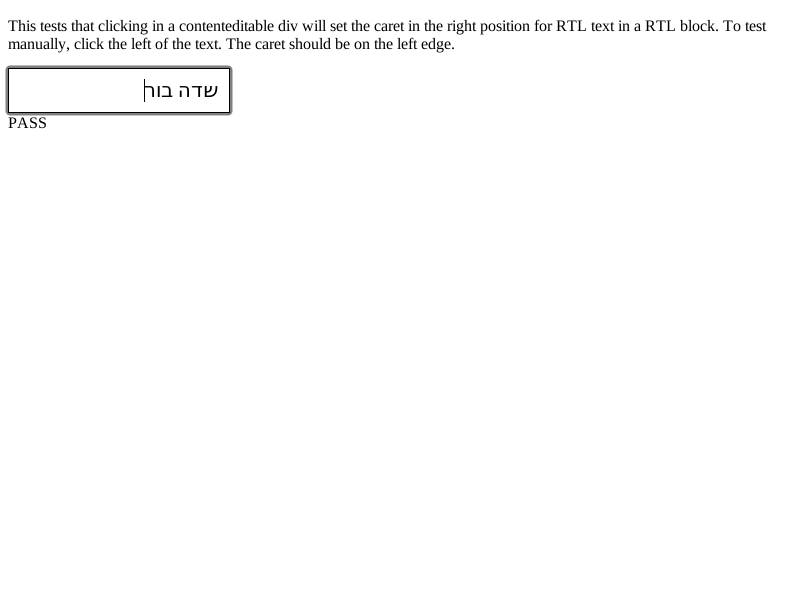 This tests that clicking in a contenteditable div will set the caret in the right position for RTL text in a RTL block. To test
manually, click the left of the text. The caret should be on the left edge.
שדה בור
PASS